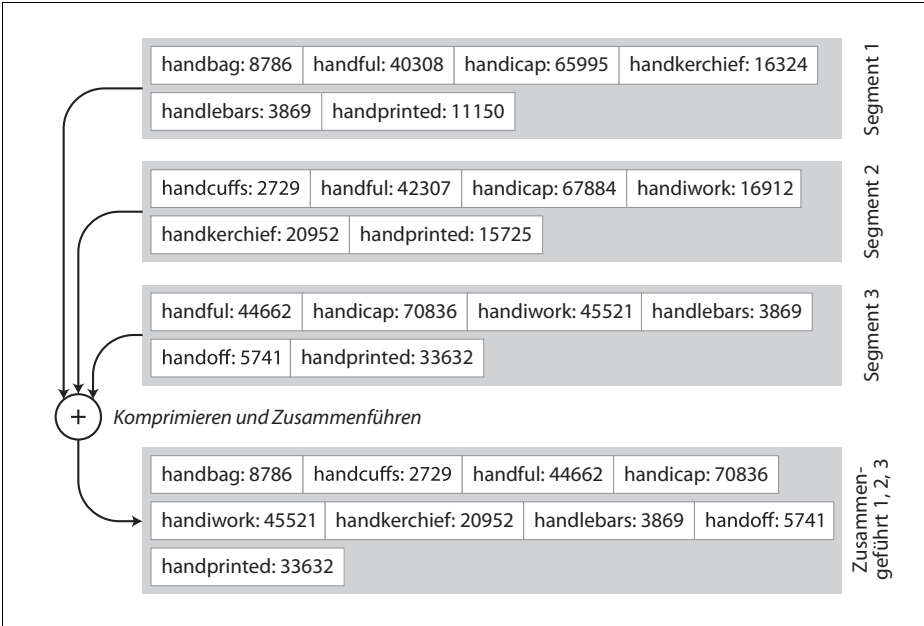 handbag: 8786 handful: 40308 handicap: 65995 handkerchief: 16324
handlebars: 3869 handprinted: 11150
Segment 1
handcuffs: 2729 handful: 42307 handicap: 67884 handiwork: 16912
handkerchief: 20952 handprinted: 15725
Segment 2
handful: 44662 handicap: 70836 handiwork: 45521 handlebars: 3869
handoff: 5741 handprinted: 33632
Segment 3
+ Komprimieren und Zusammenführen
handbag: 8786 handcuffs: 2729 handful: 44662 handicap: 70836
handiwork: 45521 handkerchief: 20952 handlebars: 3869 handoff: 5741
handprinted: 33632
Zusammen-
geführt 1, 2, 3